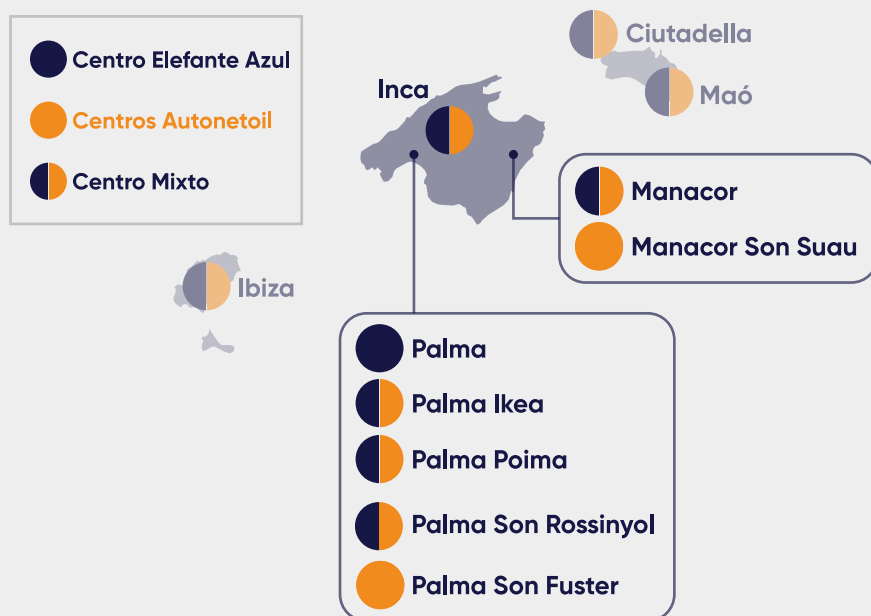 Centro Elefante Azul
Centros Autonetoil
Centro Mixto
Inca
Ciutadella
Maó
Manacor
Manacor Son Suau
Ibiza
Palma
Palma Ikea
Palma Poima
Palma Son Rossinyol
Palma Son Fuster